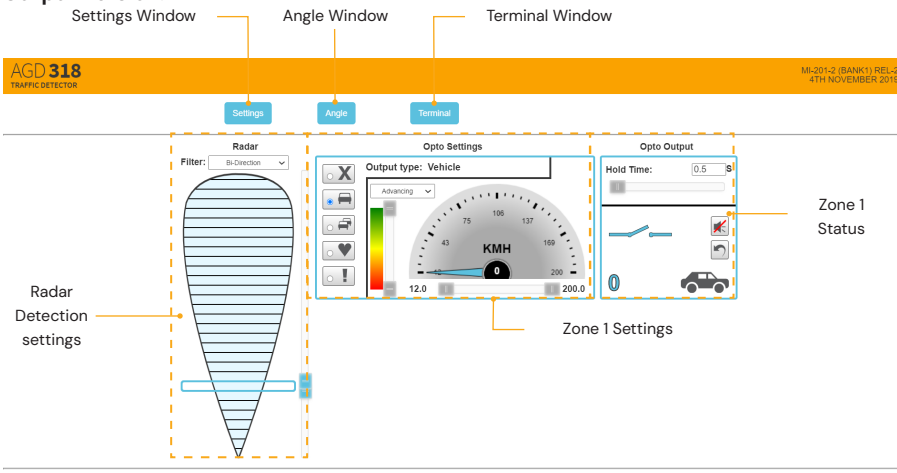 Settings Window
Angle Window
Terminal Window
AGD 318
TRAFFIC DETECTOR
MI-201-2 (BANK1) REL-2
4TH NOVEMBER 2019
Settings
Angle
Terminal
Radar
Filter: Bi-Direction
Opto Settings
Output type: Vehicle
X
Advancing
!
43
75
106
137
169
200
KMH
0
12.0
200.0
Opto Output
Hold Time: 0.5 S
0
Zone 1
Status
Radar
Detection
settings
Zone 1 Settings